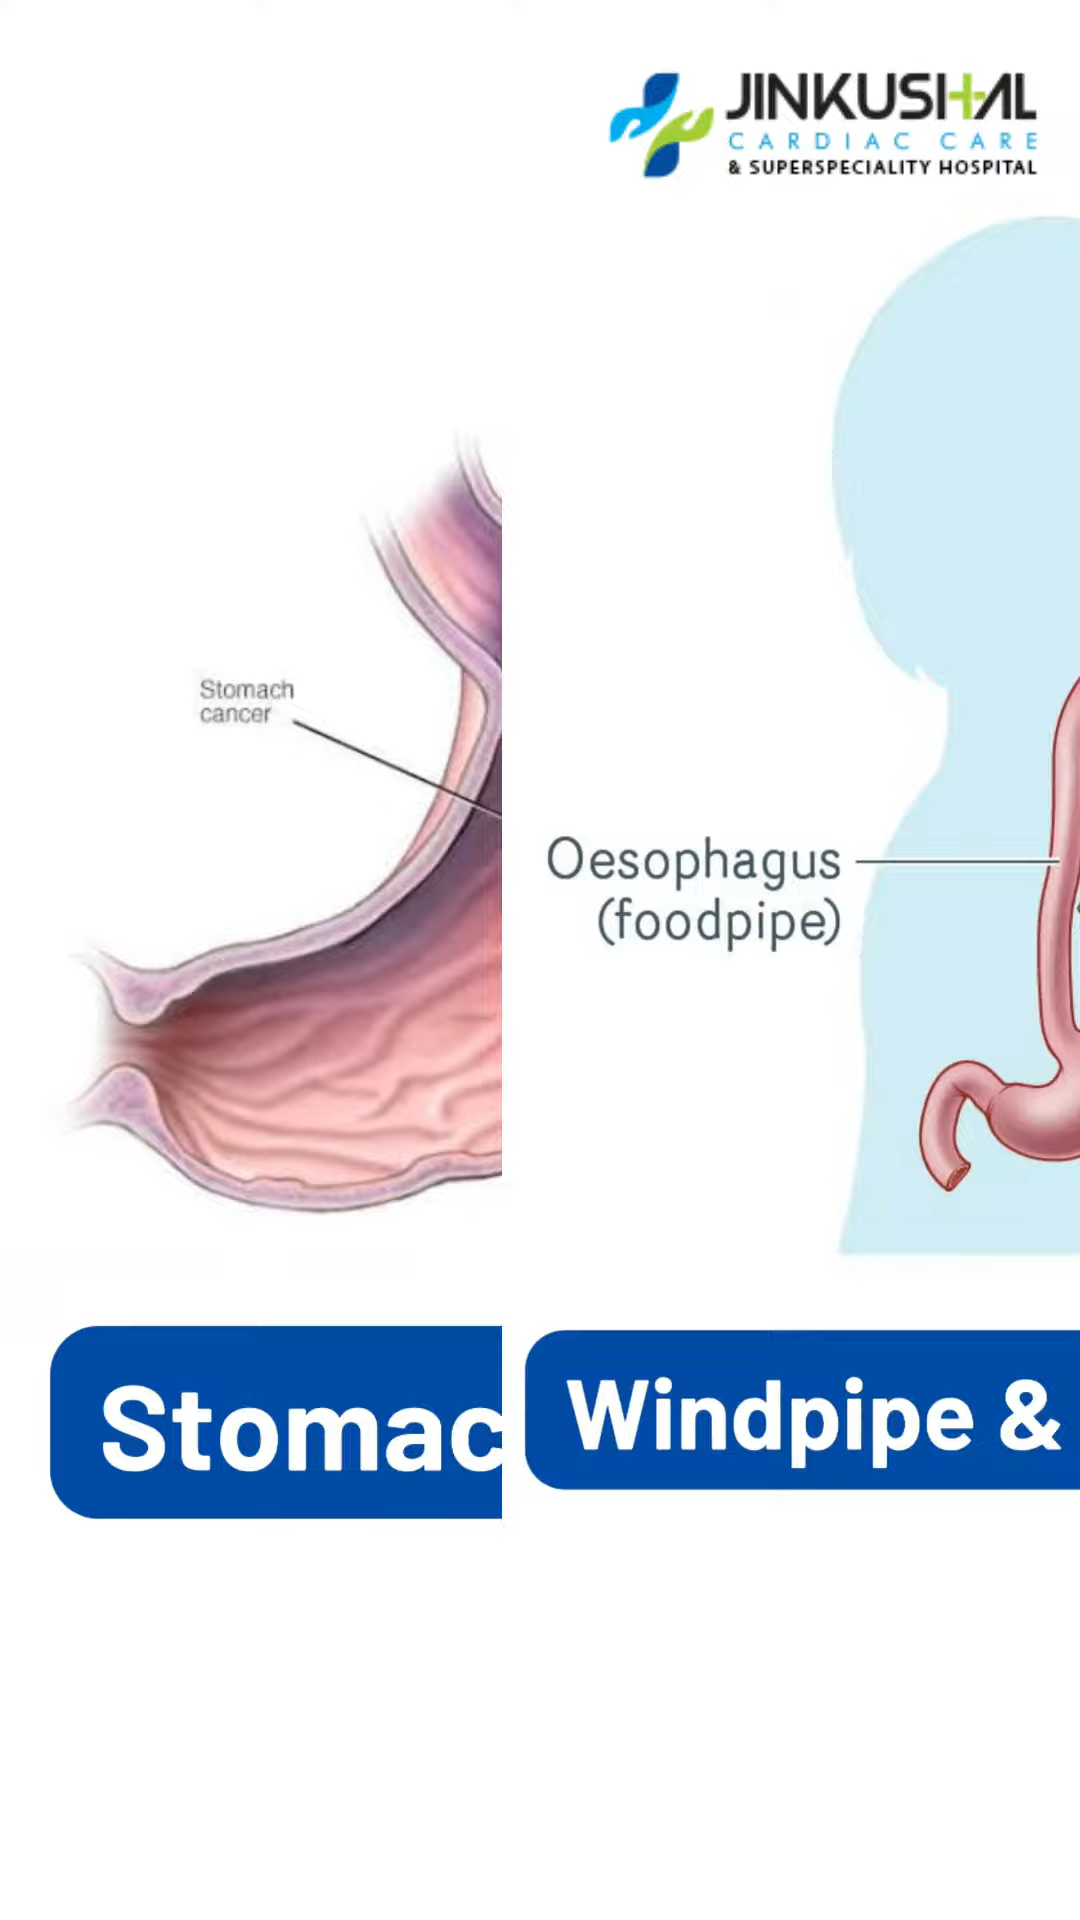 JINKUSHAL
CARDIAC CARE
& SUPERSPECIALITY HOSPITAL
Stomach
cancer
Oesophagus
(foodpipe)
Stomac
Windpipe &